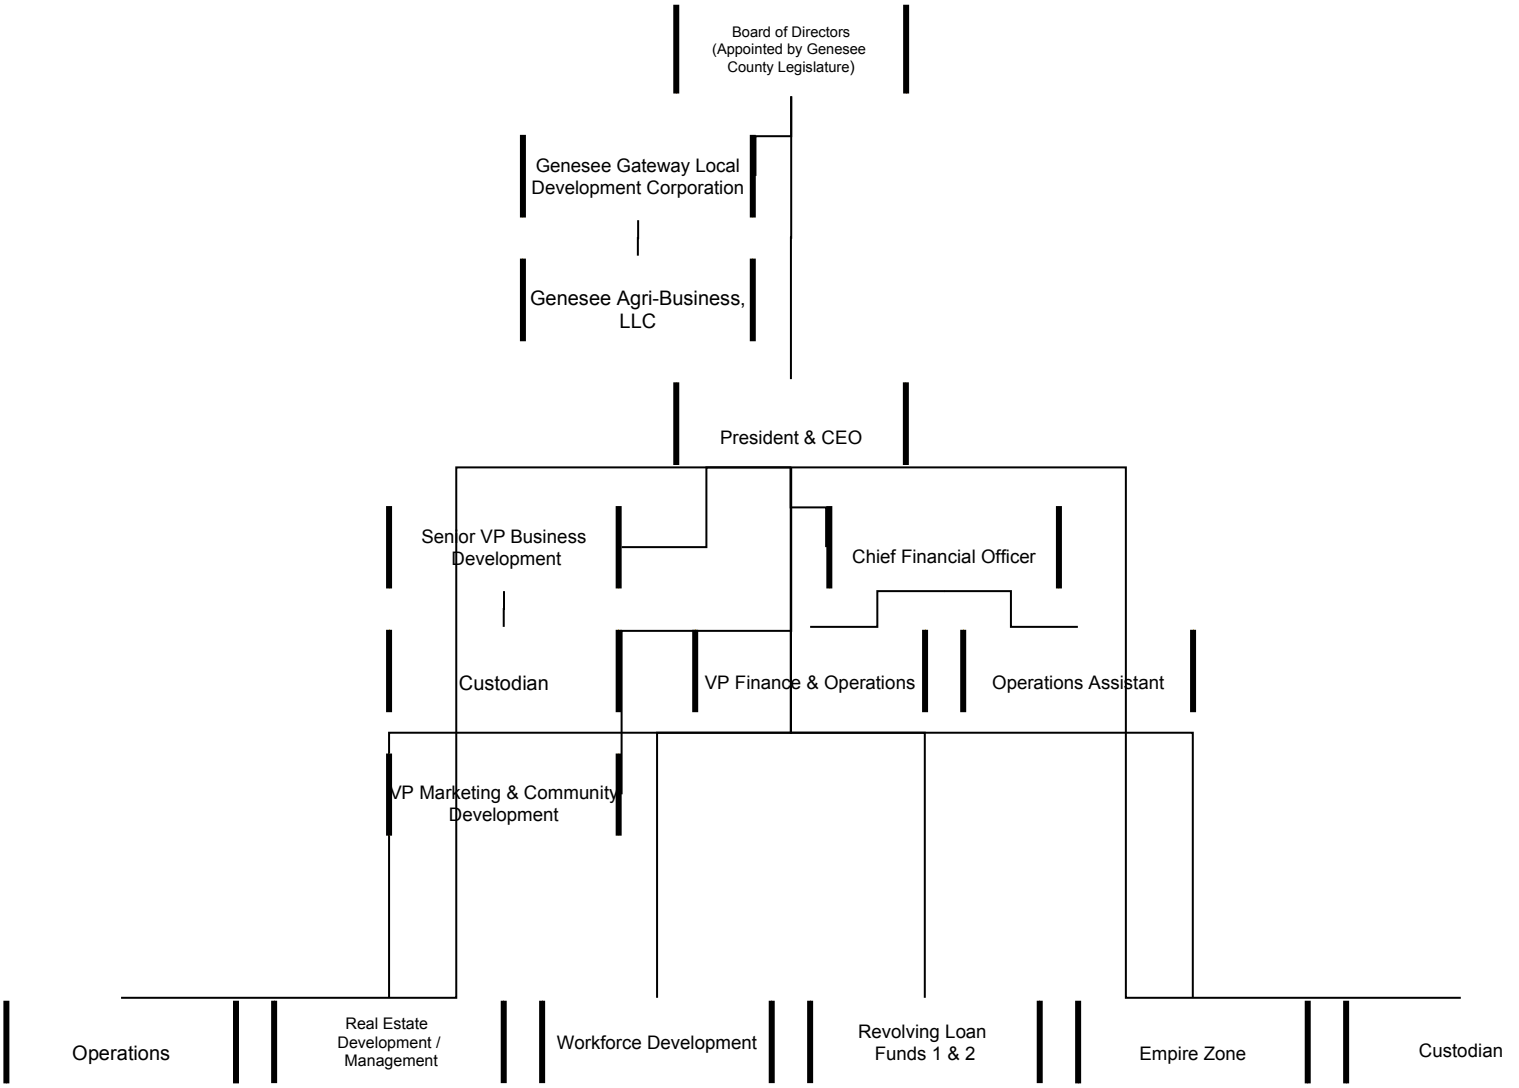 Board of Directors
(Appointed by Genesee
County Legislature)
Genesee Gateway Local
Development Corporation
Genesee Agri-Business,
LLC
President & CEO
Senior VP Business
Development
Chief Financial Officer
Custodian
VP Finance & Operations
Operations Assistant
VP Marketing & Community
Development
Operations
Real Estate
Development /
Management
Workforce Development
Revolving Loan
Funds 1 & 2
Empire Zone
Custodian